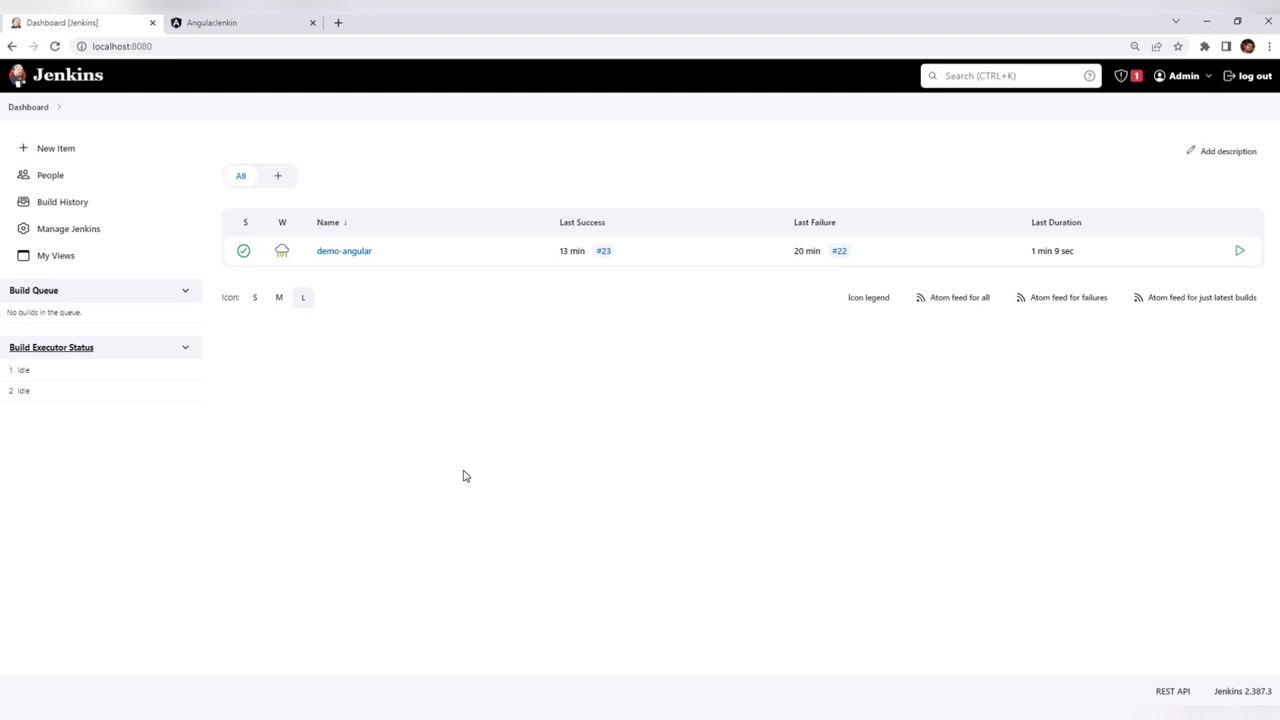 Dashboard [Jenkins]
AngularJenkin
localhost:8080
Jenkins
Search (CTRL+K)
1
Admin
log out
Dashboard
New Item
People
Build History
Manage Jenkins
My Views
Build Queue
No builds in the queue.
Build Executor Status
1 Idle
2 Idle
Add description
All +
S W Name ↓ Last Success Last Failure Last Duration
demo-angular 13 min #23 20 min #22 1 min 9 sec
Icon: S M L
Icon legend Atom feed for all Atom feed for failures Atom feed for just latest builds
REST API Jenkins 2.387.3